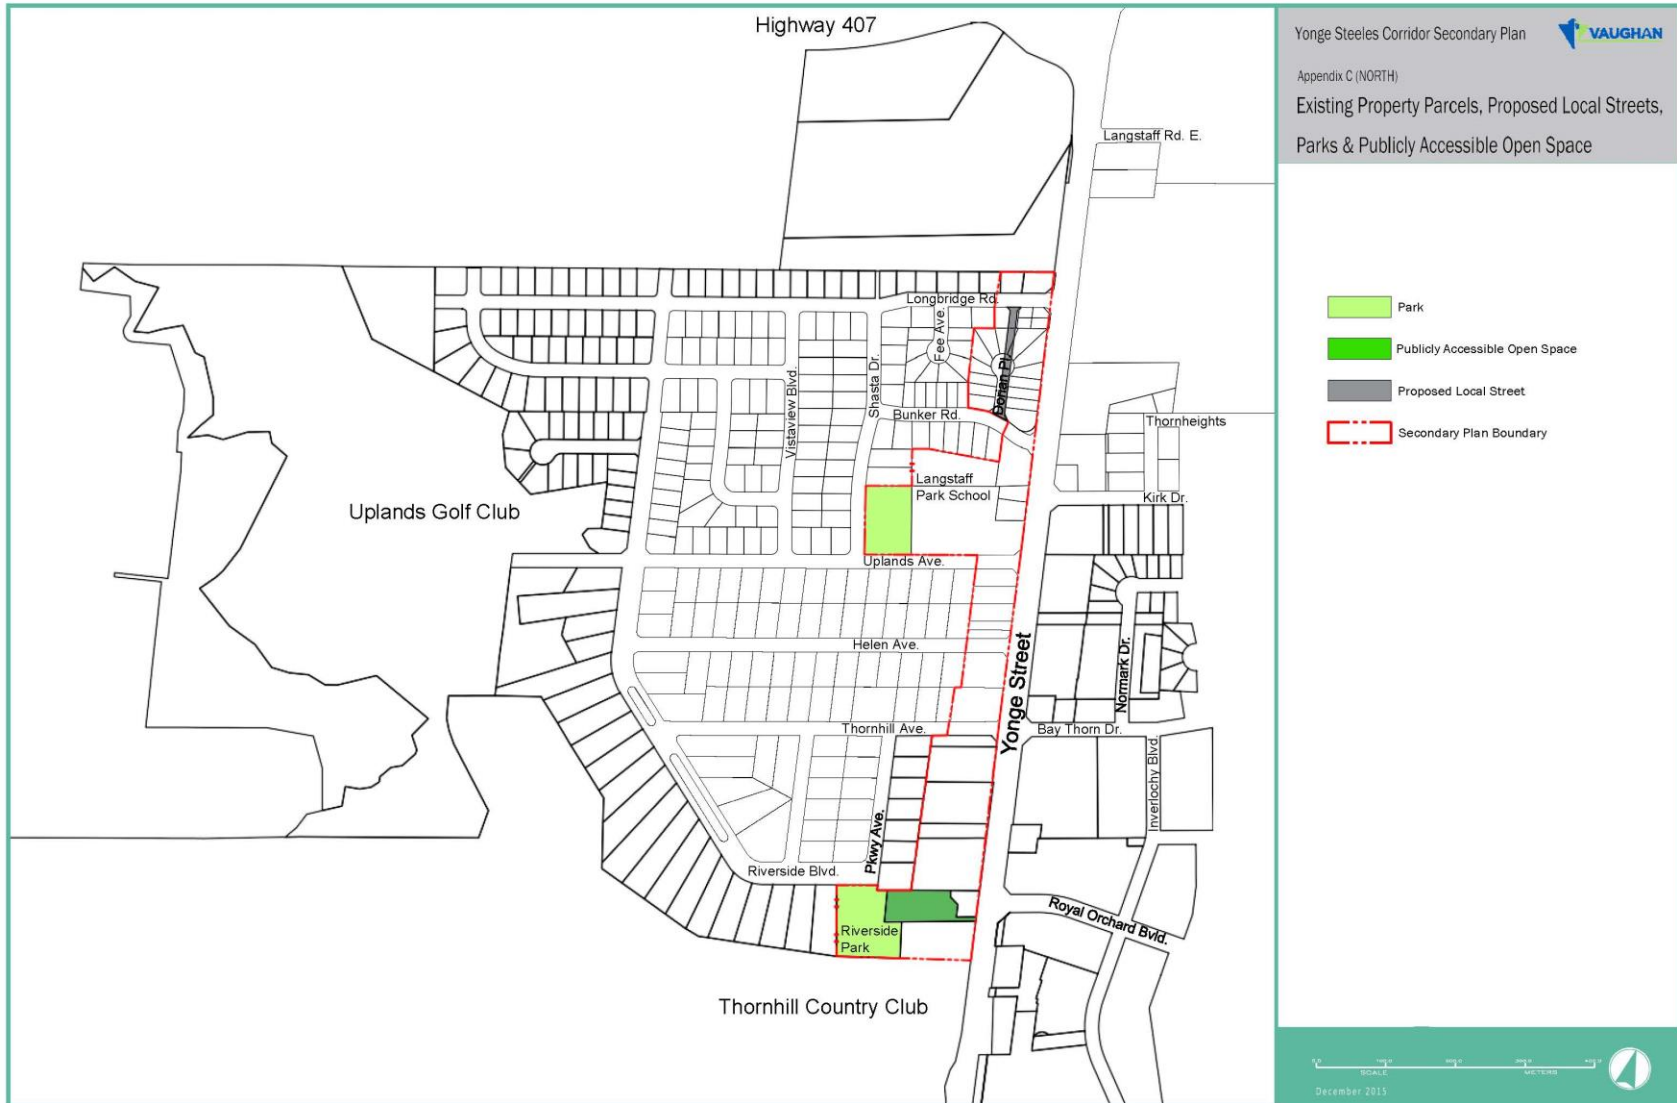 Highway 407
Yonge Steeles Corridor Secondary Plan
VAUGHAN
Appendix C (NORTH)
Existing Property Parcels, Proposed Local Streets,
Parks & Publicly Accessible Open Space
Langstaff Rd. E.
Longbridge Rd.
Fee Ave.
Dorian Pl.
Shasta Dr.
Vistaview Blvd.
Bunker Rd.
Thornheights
Langstaff
Park School
Kirk Dr.
Uplands Golf Club
Uplands Ave.
Helen Ave.
Yonge Street
Normark Dr.
Thornhill Ave.
Bay Thorn Dr.
Inverlochy Blvd.
Pkwy Ave.
Riverside Blvd.
Royal Orchard Bvld.
Riverside
Park
Thornhill Country Club
Park
Publicly Accessible Open Space
Proposed Local Street
Secondary Plan Boundary
SCALE
METERS
December 2015